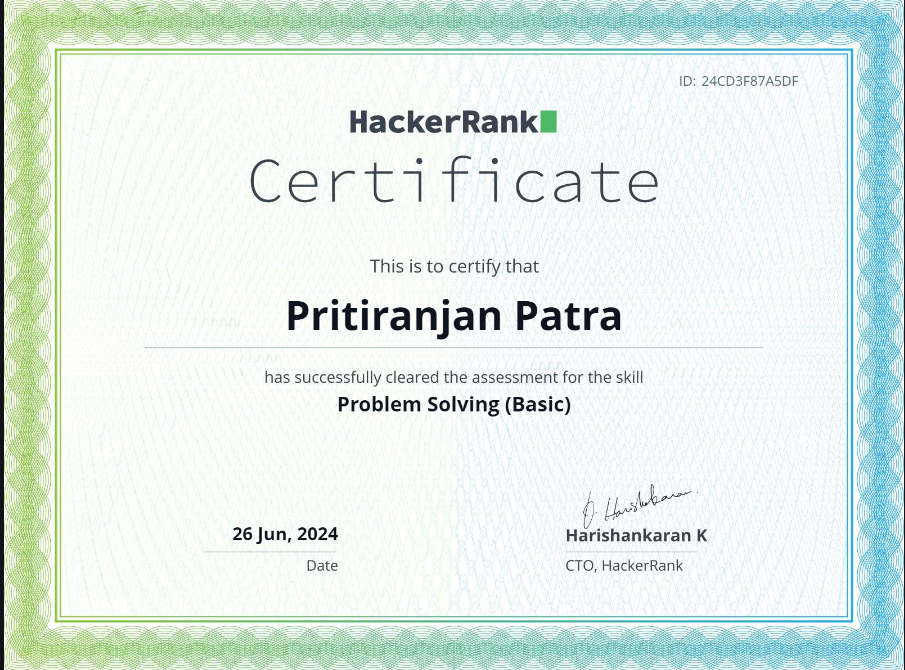 ID: 24CD3F87A5DF
HackerRank
Certificate
This is to certify that
Pritiranjan Patra
has successfully cleared the assessment for the skill
Problem Solving (Basic)
26 Jun, 2024
Date
Harishankaran K
CTO, HackerRank